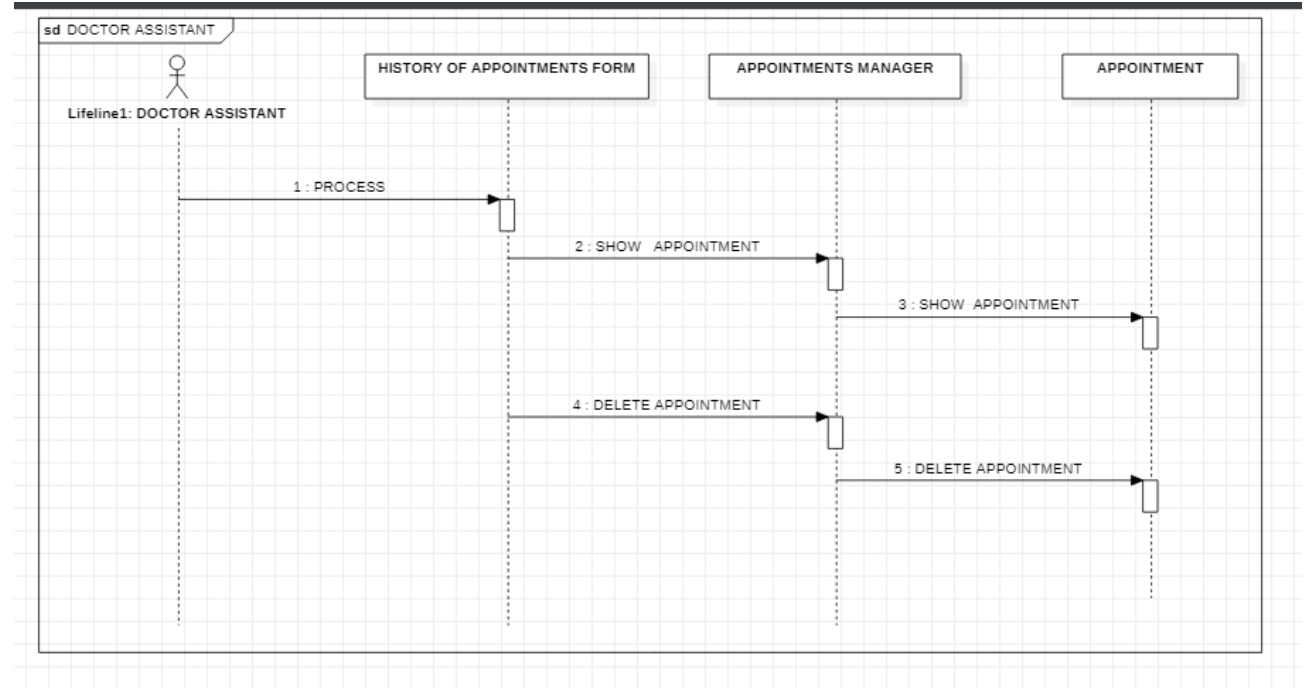 sd DOCTOR ASSISTANT
HISTORY OF APPOINTMENTS FORM
APPOINTMENTS MANAGER
APPOINTMENT
Lifeline1: DOCTOR ASSISTANT
1 : PROCESS
2 : SHOW APPOINTMENT
3 : SHOW APPOINTMENT
4 : DELETE APPOINTMENT
5 : DELETE APPOINTMENT